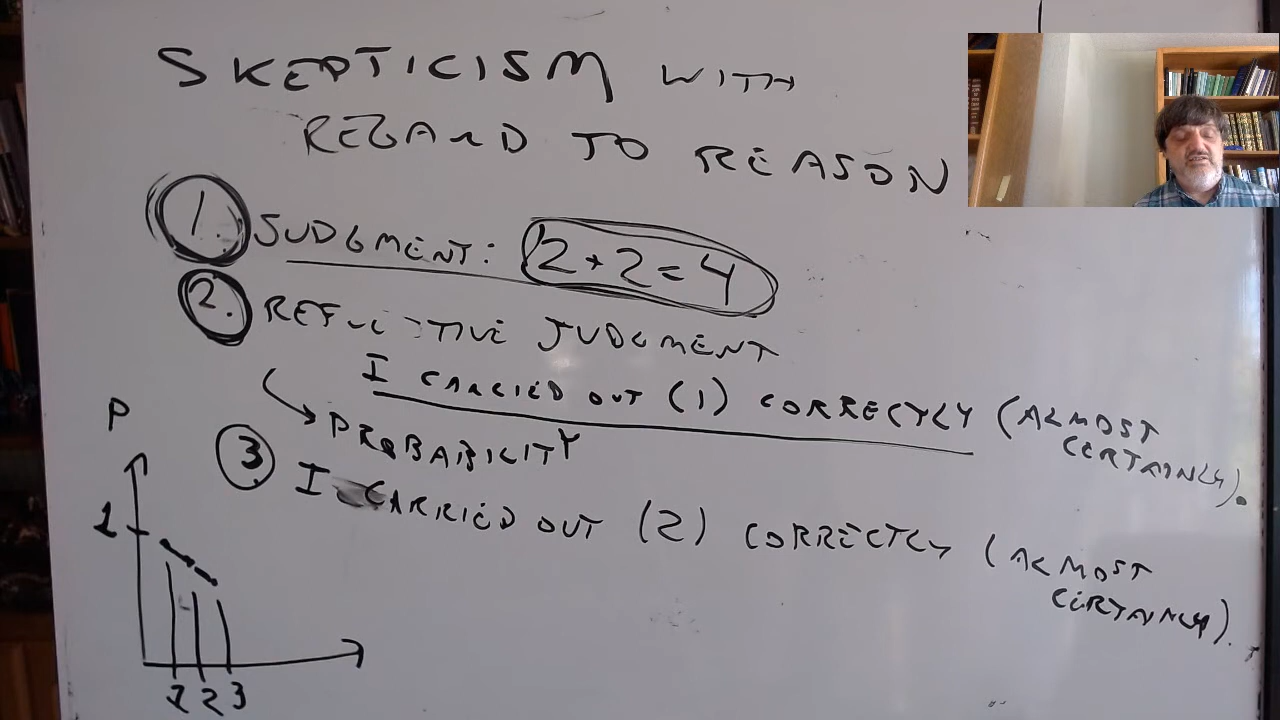 SKEPTICISM WITH
REGARD TO REASON
1. JUDGMENT: 2+2=4
2. REFLECTIVE JUDGMENT
I CARRIED OUT (1) CORRECTLY (ALMOST
CERTAINLY).
PROBABILITY
3 I CARRIED OUT (2) CORRECTLY (ALMOST
CERTAINLY).
P
1
1 2 3